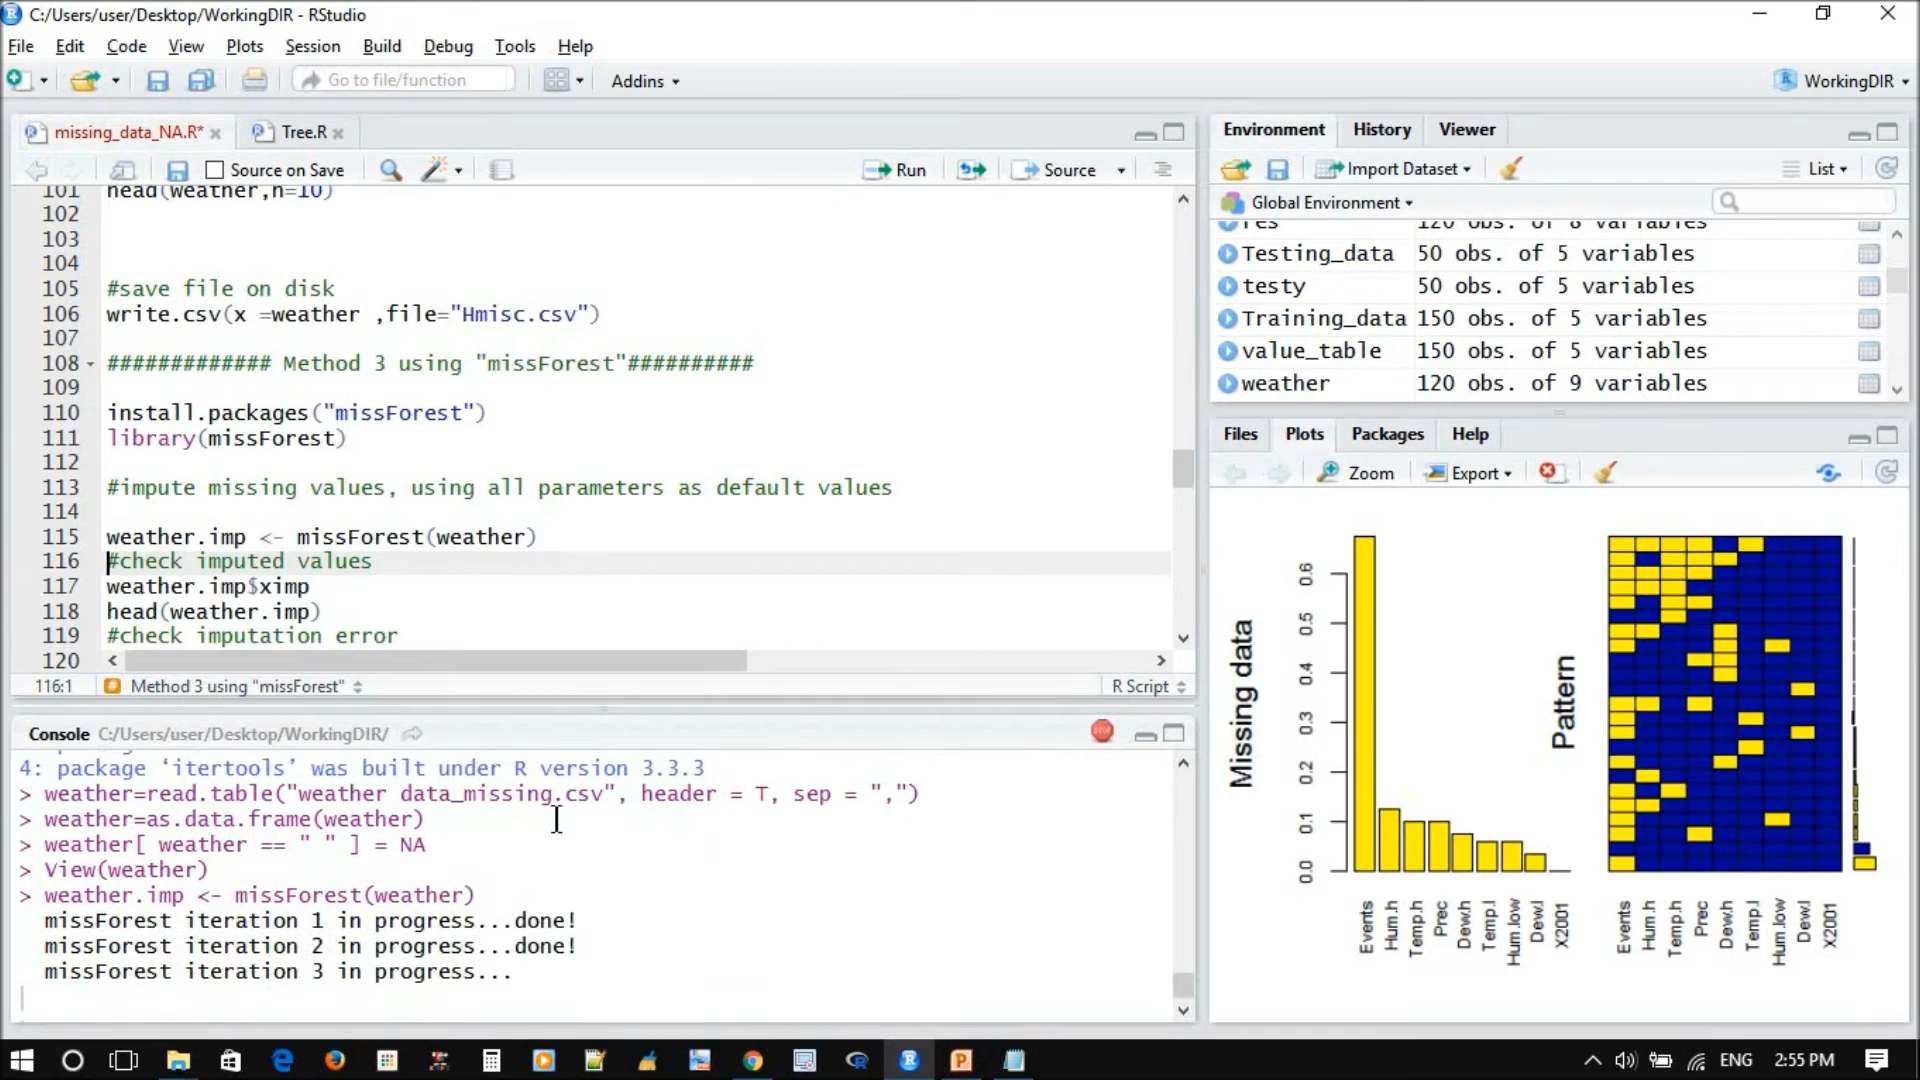 C:/Users/user/Desktop/WorkingDIR - RStudio
File Edit Code View Plots Session Build Debug Tools Help
Go to file/function Addins WorkingDIR
missing_data_NA.R* Tree.R
Source on Save Run Source
101 head(weather,n=10)
102
103
104
105 #save file on disk
106 write.csv(x =weather ,file="Hmisc.csv")
107
108 ############# Method 3 using "missForest"##########
109
110 install.packages("missForest")
111 library(missForest)
112
113 #impute missing values, using all parameters as default values
114
115 weather.imp <- missForest(weather)
116 #check imputed values
117 weather.imp$ximp
118 head(weather.imp)
119 #check imputation error
120
116:1 Method 3 using "missForest" R Script
Console C:/Users/user/Desktop/WorkingDIR/
4: package ‘itertools’ was built under R version 3.3.3
> weather=read.table("weather data_missing.csv", header = T, sep = ",")
> weather=as.data.frame(weather)
> weather[ weather == " " ] = NA
> View(weather)
> weather.imp <- missForest(weather)
missForest iteration 1 in progress...done!
missForest iteration 2 in progress...done!
missForest iteration 3 in progress...
Environment History Viewer
Import Dataset List
Global Environment
res 120 obs. of 8 variables
Testing_data 50 obs. of 5 variables
testy 50 obs. of 5 variables
Training_data 150 obs. of 5 variables
value_table 150 obs. of 5 variables
weather 120 obs. of 9 variables
Files Plots Packages Help
Zoom Export
Missing data
0.0 0.1 0.2 0.3 0.4 0.5 0.6
Events Hum.h Temp.h Prec Dew.h Temp.l Hum.low Dew.l X2001
Pattern
Events Hum.h Temp.h Prec Dew.h Temp.l Hum.low Dew.l X2001
ENG 2:55 PM